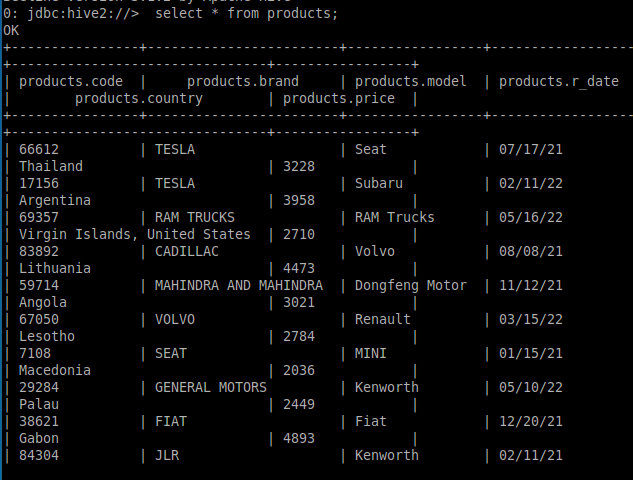 0: jdbc:hive2://>  select * from products;
OK
+----------------+------------------------+----------------+------------------
+--------------------------------+-----------------+
| products.code  |     products.brand     | products.model  | products.r_date
|        products.country        | products.price  |
+----------------+------------------------+----------------+------------------
+--------------------------------+-----------------+
| 66612          | TESLA                  | Seat            | 07/17/21
| Thailand                       | 3228            |
| 17156          | TESLA                  | Subaru          | 02/11/22
| Argentina                      | 3958            |
| 69357          | RAM TRUCKS             | RAM Trucks      | 05/16/22
| Virgin Islands, United States  | 2710            |
| 83892          | CADILLAC               | Volvo           | 08/08/21
| Lithuania                      | 4473            |
| 59714          | MAHINDRA AND MAHINDRA  | Dongfeng Motor  | 11/12/21
| Angola                         | 3021            |
| 67050          | VOLVO                  | Renault         | 03/15/22
| Lesotho                        | 2784            |
| 7108           | SEAT                   | MINI            | 01/15/21
| Macedonia                      | 2036            |
| 29284          | GENERAL MOTORS         | Kenworth        | 05/10/22
| Palau                          | 2449            |
| 38621          | FIAT                   | Fiat            | 12/20/21
| Gabon                          | 4893            |
| 84304          | JLR                    | Kenworth        | 02/11/21